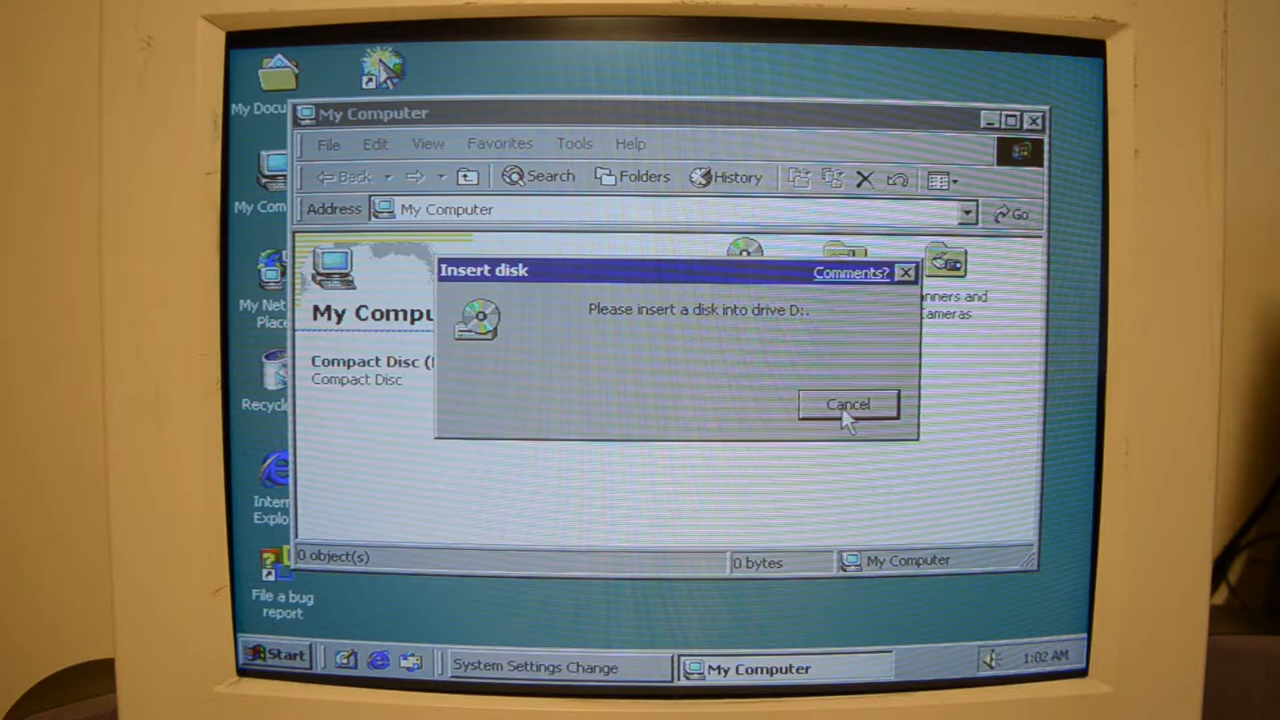 My Docu
My Computer
File Edit View Favorites Tools Help
Back Search Folders History
Address My Computer Go
My Com
Insert disk Comments?
Please insert a disk into drive D:.
Cancel
nners and
ameras
My Compu
Compact Disc (
Compact Disc
My Net
Place
Recycle
Intern
Explo
0 object(s) 0 bytes My Computer
File a bug
report
Start System Settings Change My Computer 1:02 AM